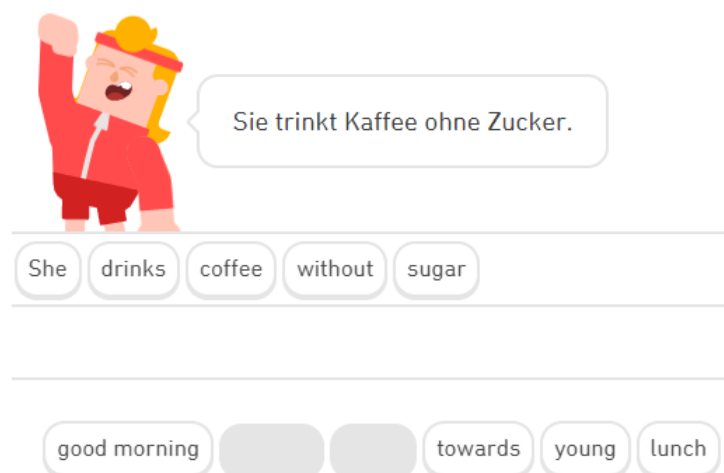 Sie trinkt Kaffee ohne Zucker.
She drinks coffee without sugar
good morning towards young lunch